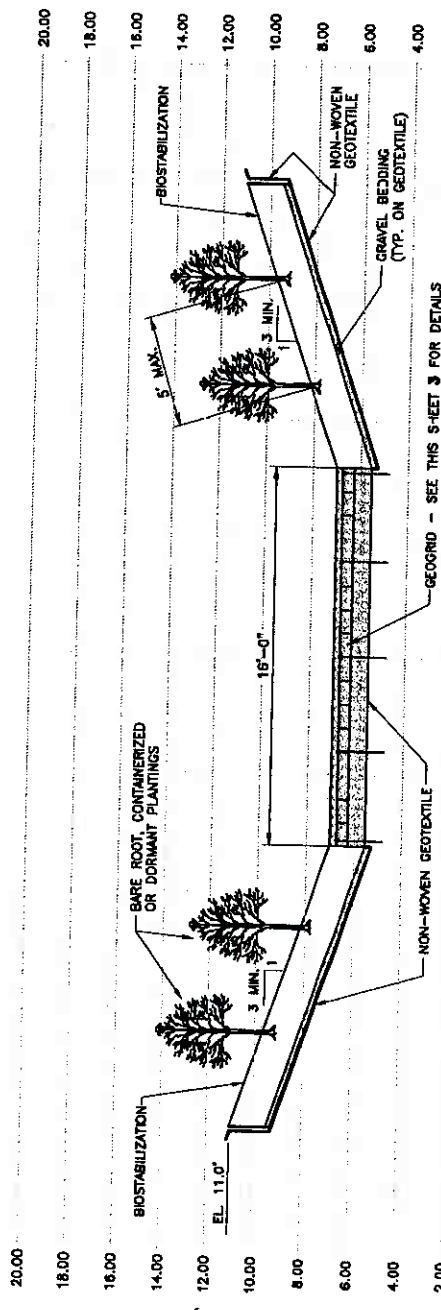 20.00
18.00
16.00
14.00
12.00
10.00
8.00
6.00
4.00
2.00
BIOSTABILIZATION
EL. 11.0'
BARE ROOT, CONTAINERIZED
OR DORMANT PLANTINGS
3 MIN.
1
16'-0"
NON-WOVEN GEOTEXTILE
GEOGRID - SEE THIS SHEET 3 FOR DETAILS
5' MAX.
3 MIN.
1
BIOSTABILIZATION
NON-WOVEN
GEOTEXTILE
GRAVEL BEDDING
(TYP. ON GEOTEXTILE)
20.00
18.00
16.00
14.00
12.00
10.00
8.00
6.00
4.00